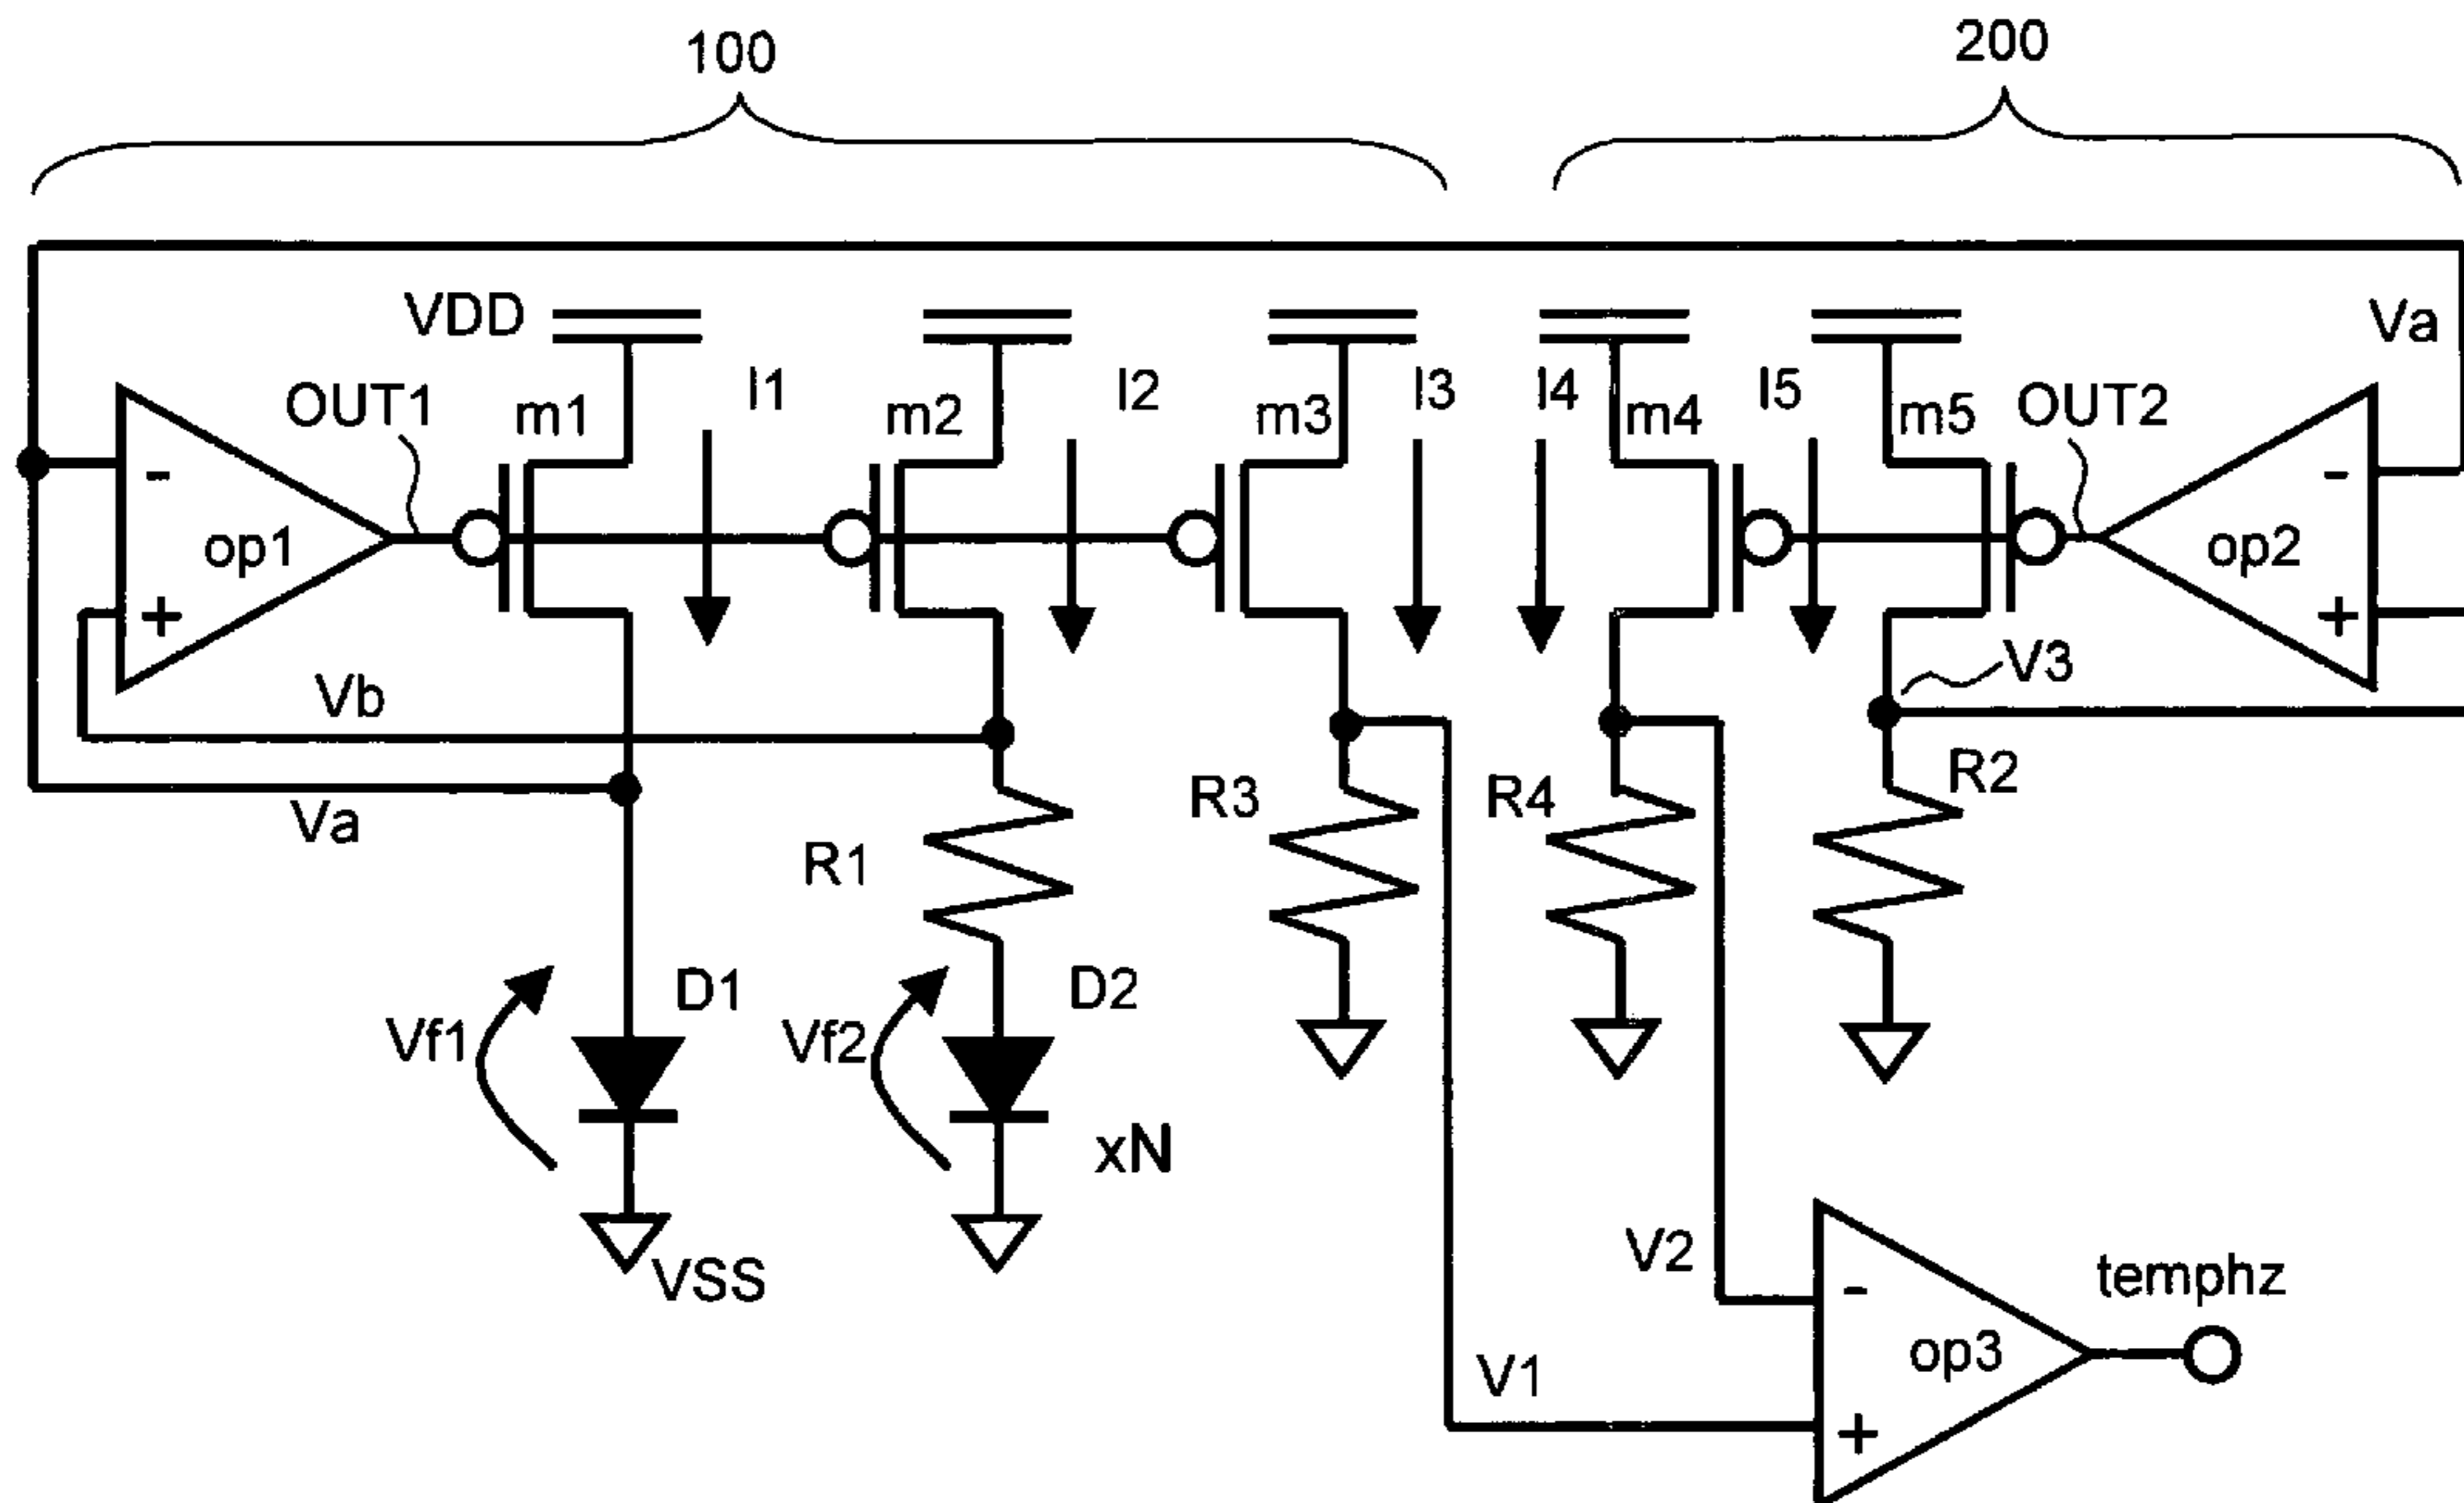 100
200
VDD
Va
OUT1
m1
I1
m2
I2
m3
I3
I4
m4
I5
m5
OUT2
-
op1
+
-
op2
+
Vb
V3
Va
R1
R3
R4
R2
Vf1
D1
Vf2
D2
xN
VSS
V2
V1
-
op3
+
temphz